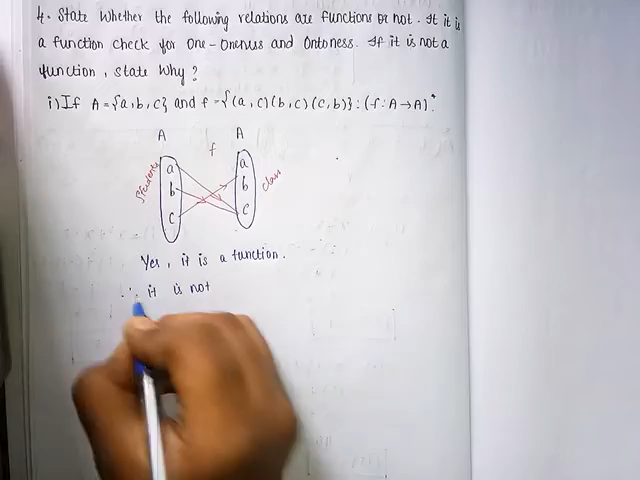 4. State Whether the following relations are functions or not. If it is
a function check for One-Oneness and Ontoness. If it is not a
function, state Why?
i) If A = {a,b,c} and f = {(a,c)(b,c)(c,b)} : (f: A→A).
A f A
Students a b c
a b c class
Yes, it is a function.
∴ it is not